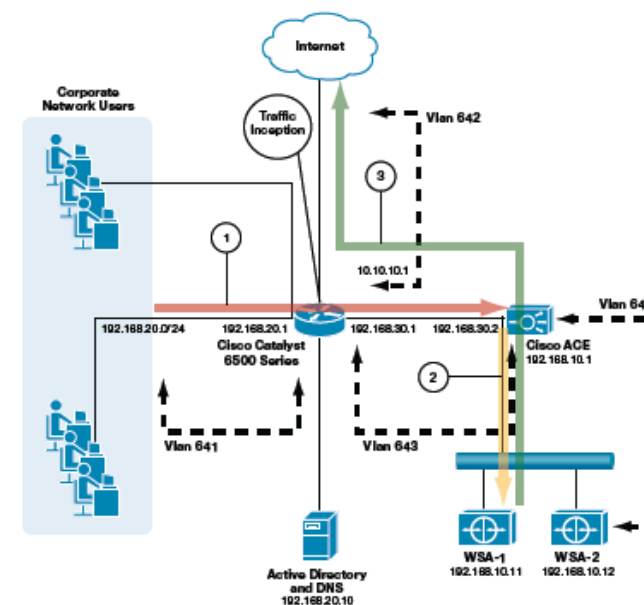 Internet
Corporate
Network Users
Traffic
Inception
Vlan 642
3
1
10.10.10.1
192.168.20.0/24
192.168.20.1
192.168.30.1
192.168.30.2
Cisco Catalyst
6500 Series
Cisco ACE
192.168.10.1
Vlan 64
2
Vlan 641
Vlan 643
WSA-1
192.168.10.11
WSA-2
192.168.10.12
Active Directory
and DNS
192.168.20.10